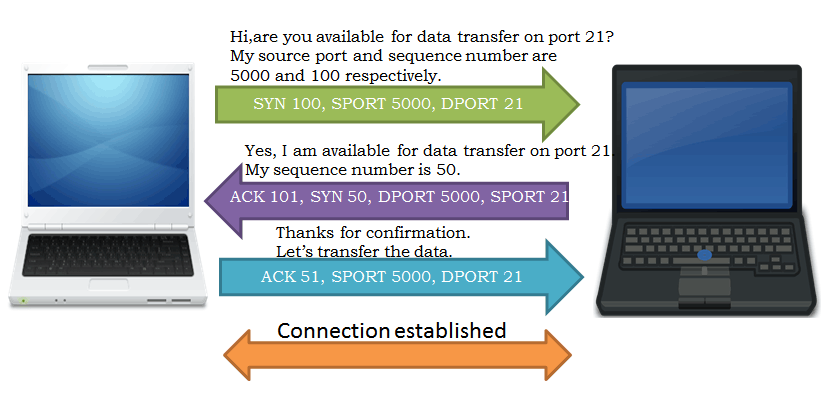 Hi,are you available for data transfer on port 21?
My source port and sequence number are
5000 and 100 respectively.
SYN 100, SPORT 5000, DPORT 21
Yes, I am available for data transfer on port 21.
My sequence number is 50.
ACK 101, SYN 50, DPORT 5000, SPORT 21
Thanks for confirmation.
Let's transfer the data.
ACK 51, SPORT 5000, DPORT 21
Connection established